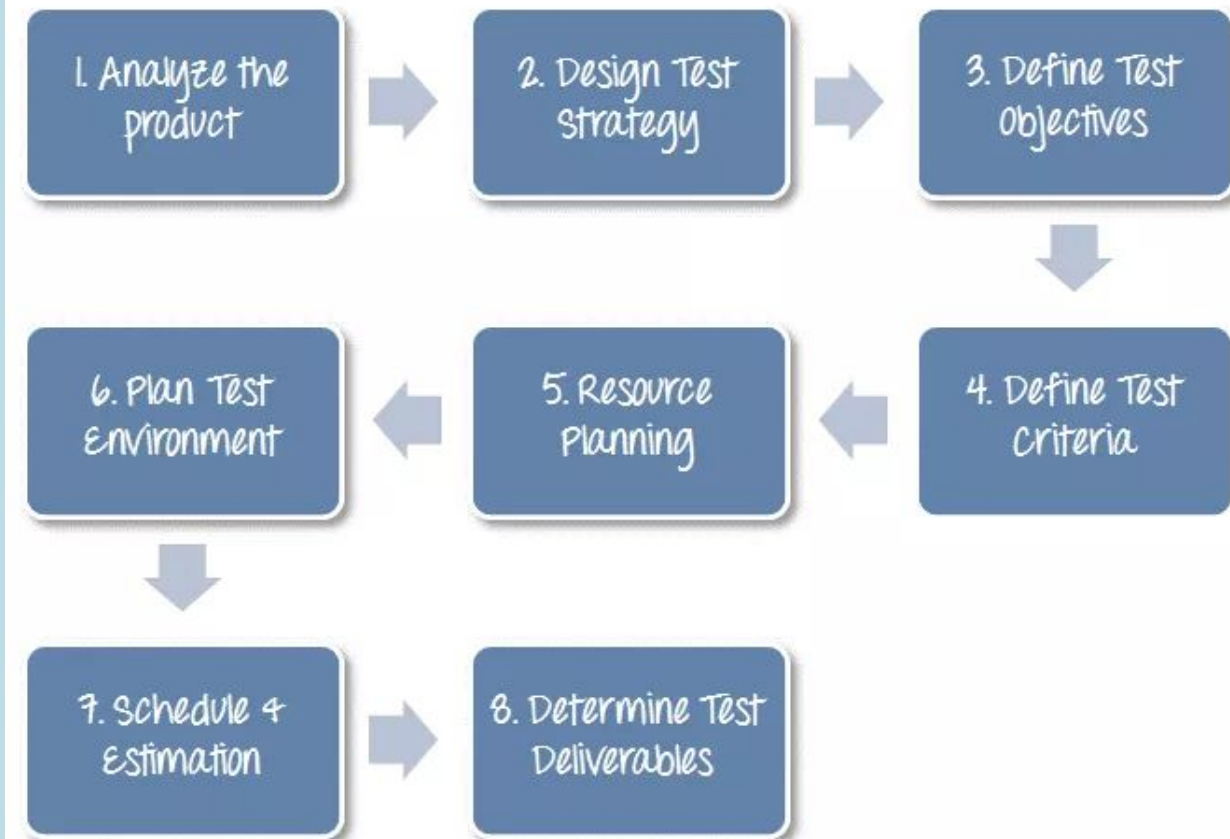 1. Analyze the
product
2. Design Test
Strategy
3. Define Test
Objectives
4. Define Test
Criteria
5. Resource
Planning
6. Plan Test
Environment
7. Schedule &
Estimation
8. Determine Test
Deliverables